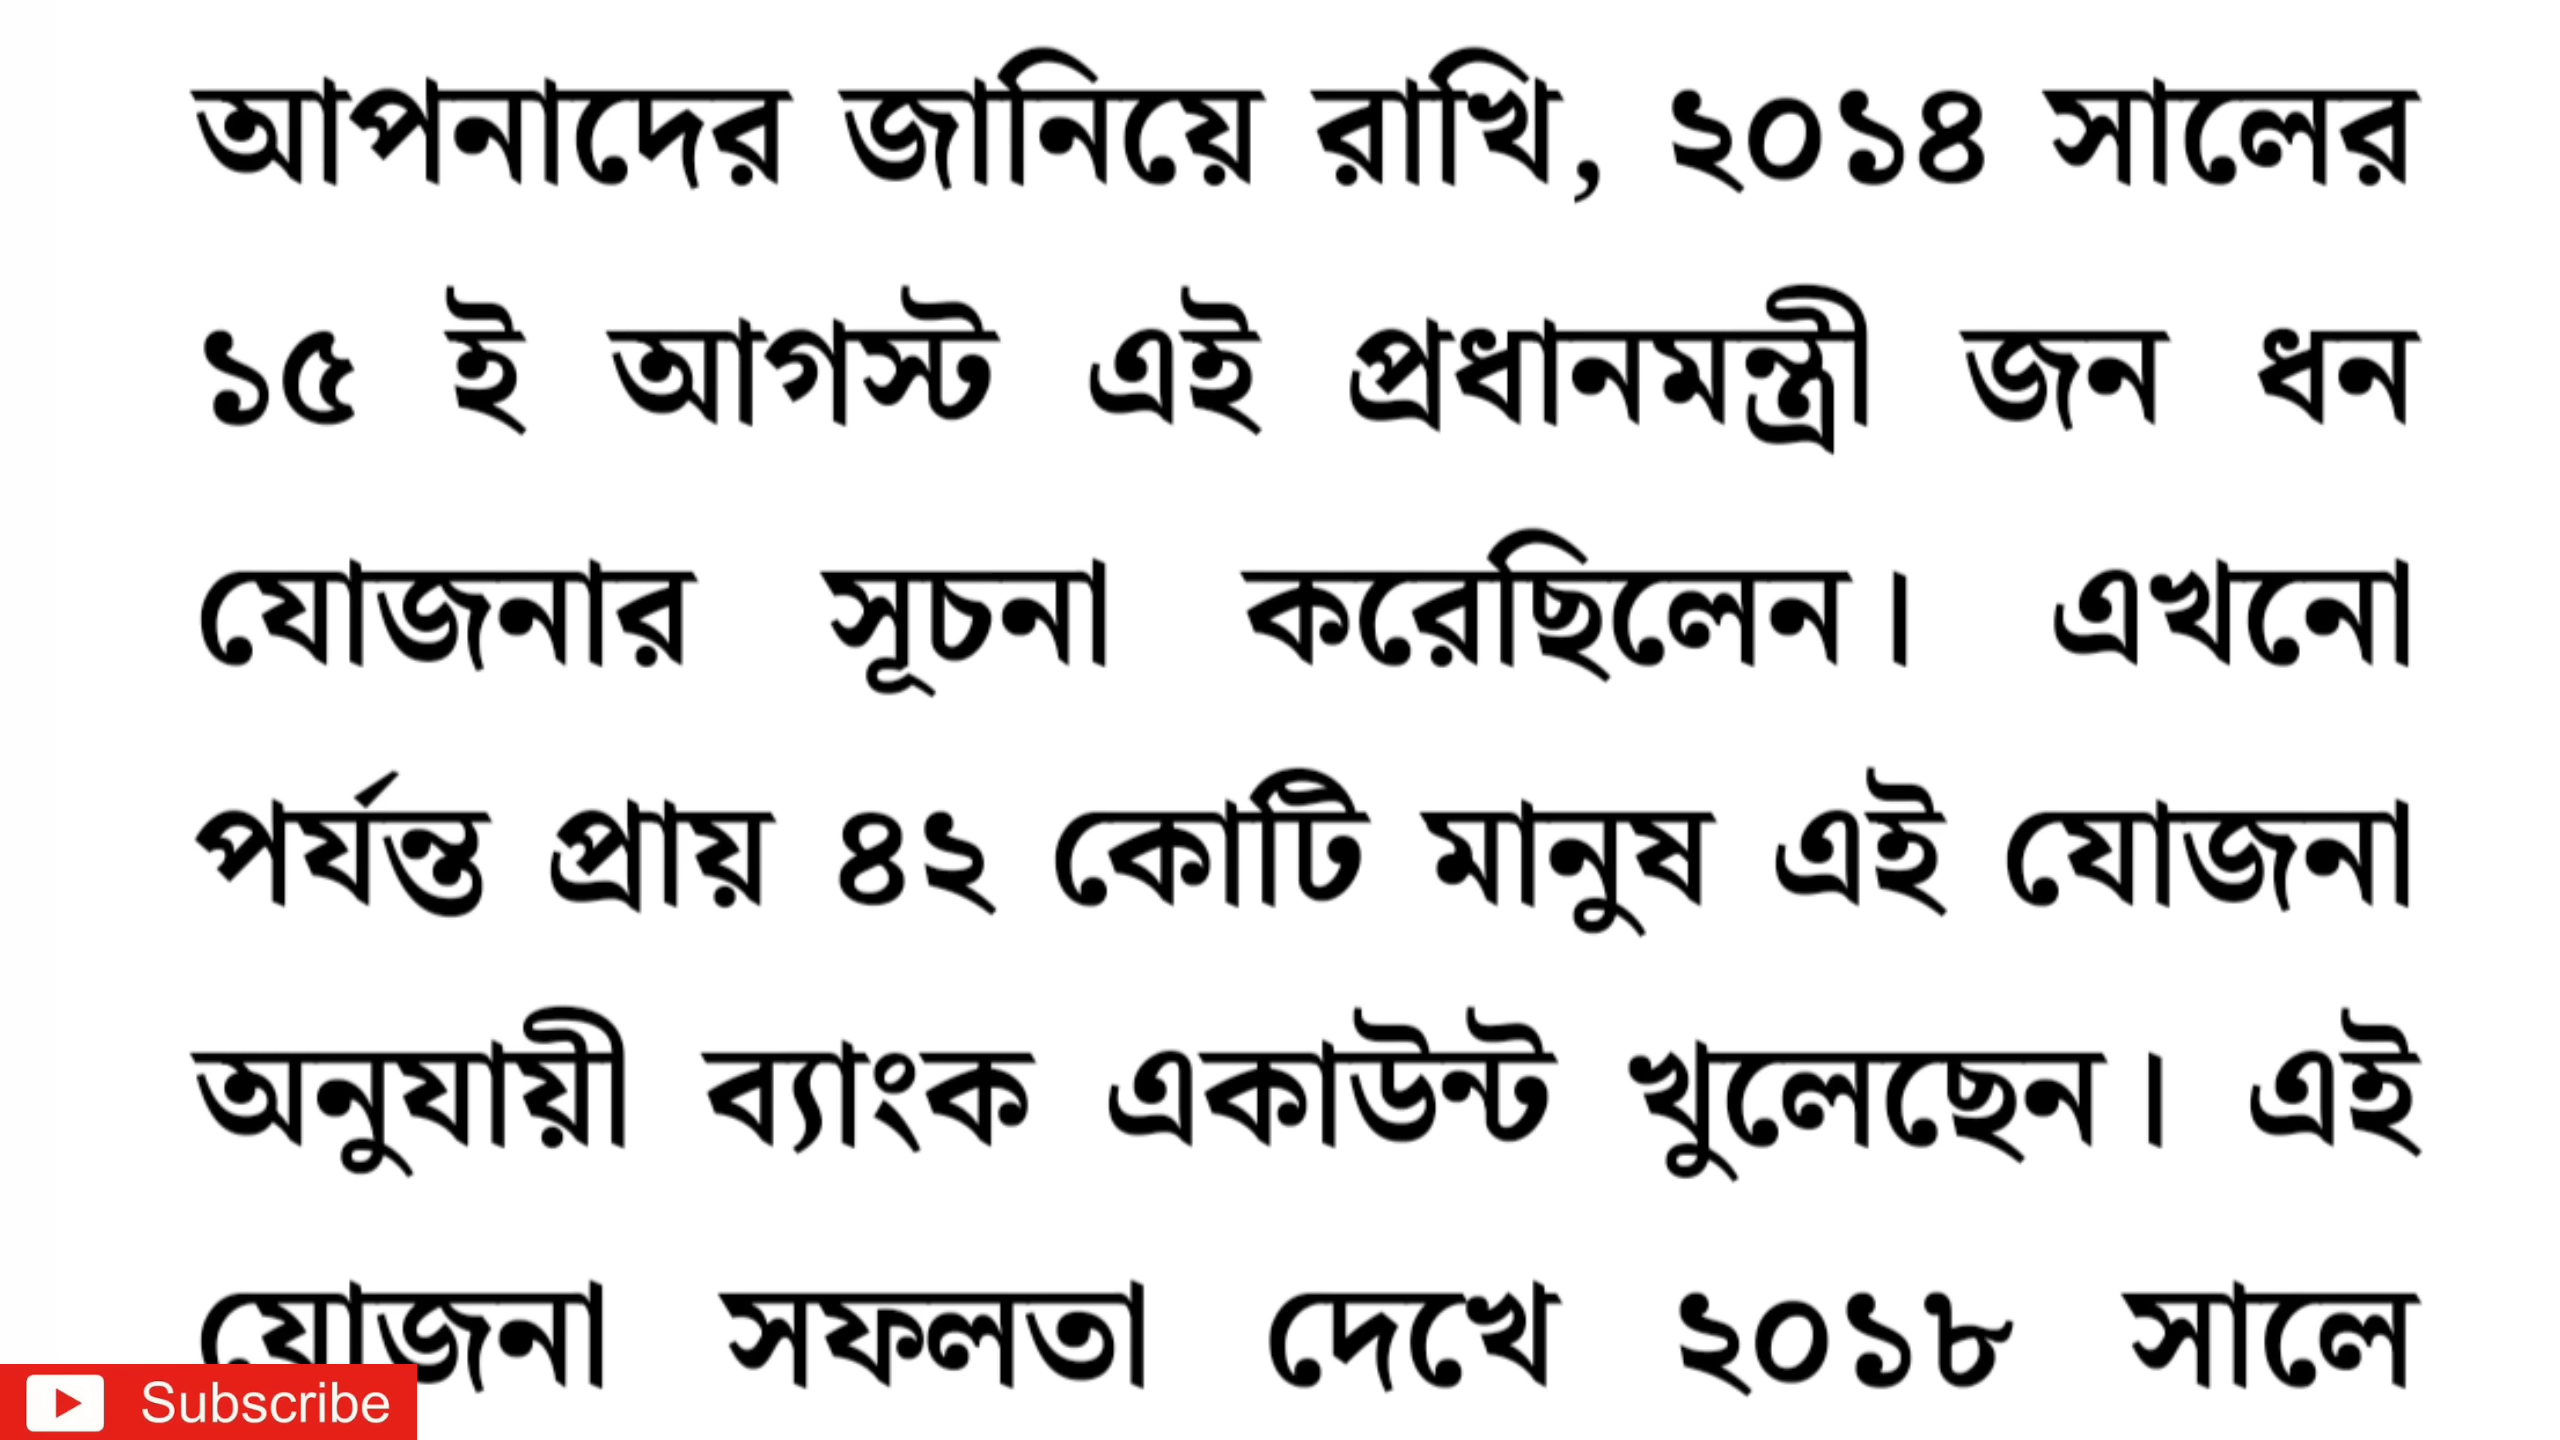 আপনাদের জানিয়ে রাখি, ২০১৪ সালের
১৫ ই আগস্ট এই প্রধানমন্ত্রী জন ধন
যোজনার সূচনা করেছিলেন। এখনো
পর্যন্ত প্রায় ৪২ কোটি মানুষ এই যোজনা
অনুযায়ী ব্যাংক একাউন্ট খুলেছেন। এই
যোজনা সফলতা দেখে ২০১৮ সালে
Subscribe